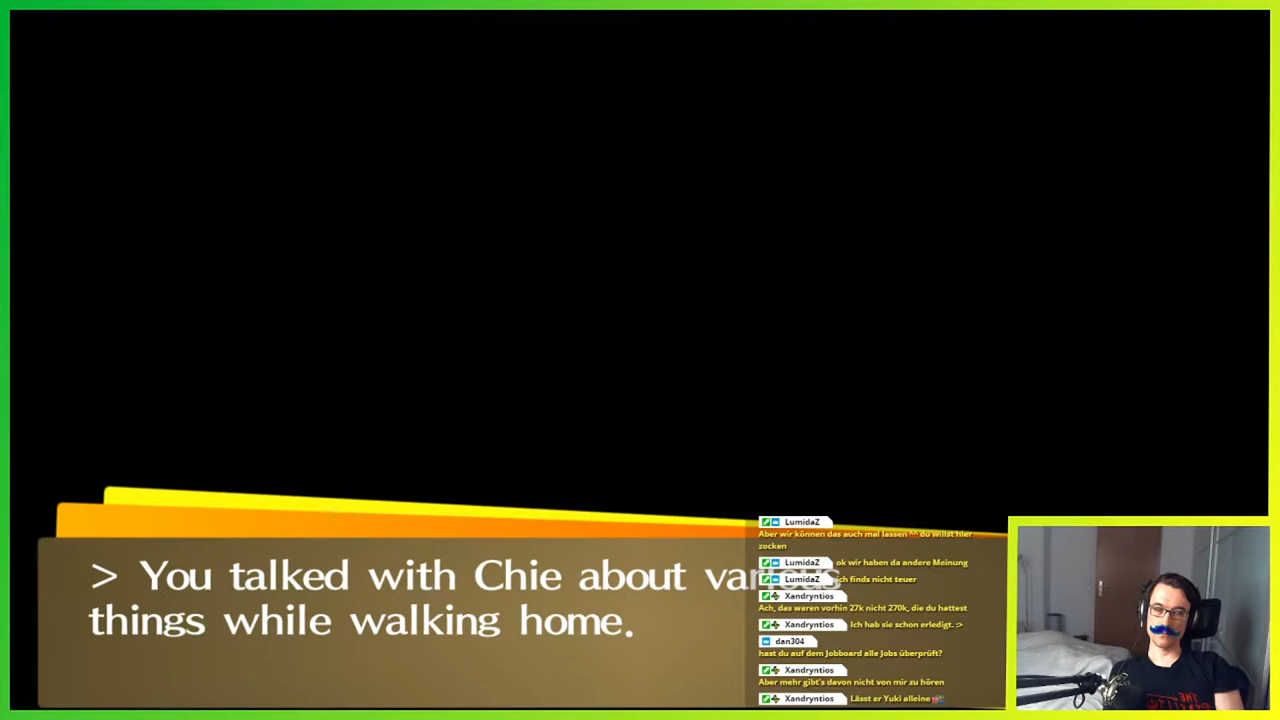 > You talked with Chie about various
things while walking home.
LumidaZ
Aber wir können das auch mal lassen ^^ du willst hier
zocken
LumidaZ ok wir haben da andere Meinung
LumidaZ ich finds nicht teuer
Xandryntios
Ach, das waren vorhin 27k nicht 270k, die du hattest
Xandryntios Ich hab sie schon erledigt. :>
dan304
hast du auf dem Jobboard alle Jobs überprüft?
Xandryntios
Aber mehr gibt's davon nicht von mir zu hören
Xandryntios Lässt er Yuki alleine
THE